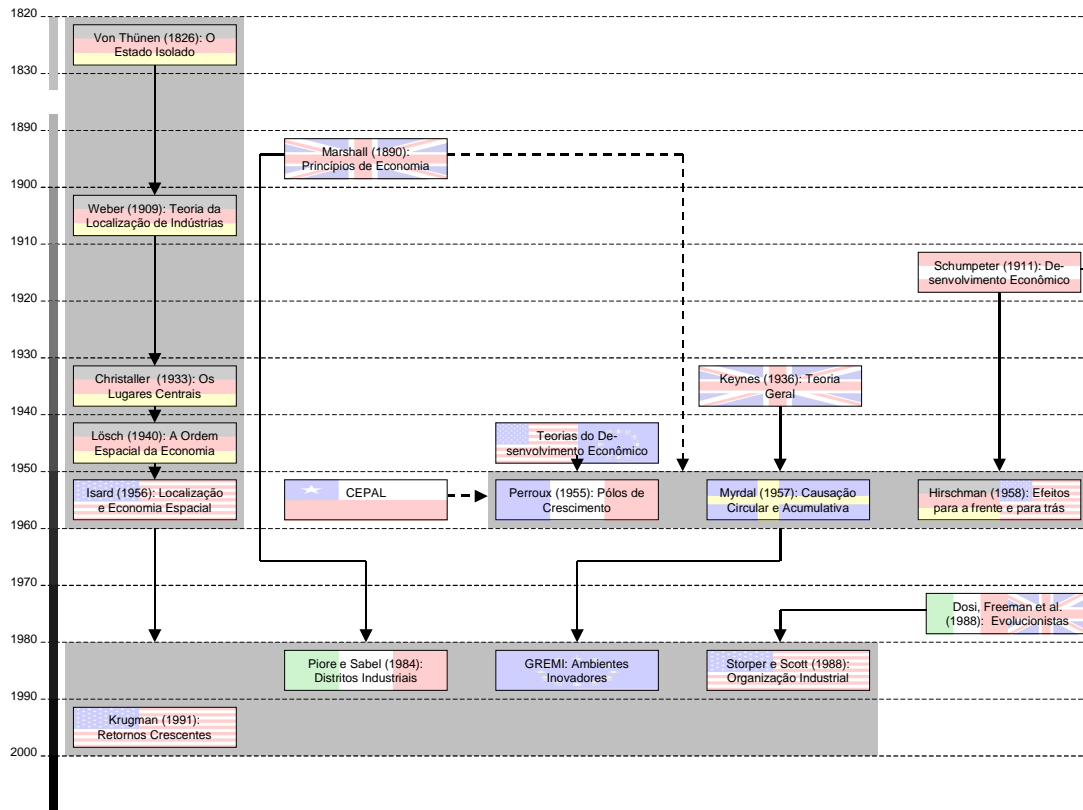 1820
Von Thünen (1826): O
Estado Isolado
1830
1890
Marshall (1890):
Princípios de Economia
1900
Weber (1909): Teoria da
Localização de Indústrias
1910
Schumpeter (1911): De-
senvolvimento Econômico
1920
1930
Christaller (1933): Os
Lugares Centrais
Keynes (1936): Teoria
Geral
1940
Lösch (1940): A Ordem
Espacial da Economia
Teorias do De-
senvolvimento Econômico
1950
Isard (1956): Localização
e Economia Espacial
CEPAL
Perroux (1955): Pólos de
Crescimento
Myrdal (1957): Causação
Circular e Acumulativa
Hirschman (1958): Efeitos
para a frente e para trás
1960
1970
Dosi, Freeman et al.
(1988): Evolucionistas
1980
Piore e Sabel (1984):
Distritos Industriais
GREMI: Ambientes
Inovadores
Storper e Scott (1988):
Organização Industrial
1990
Krugman (1991):
Retornos Crescentes
2000